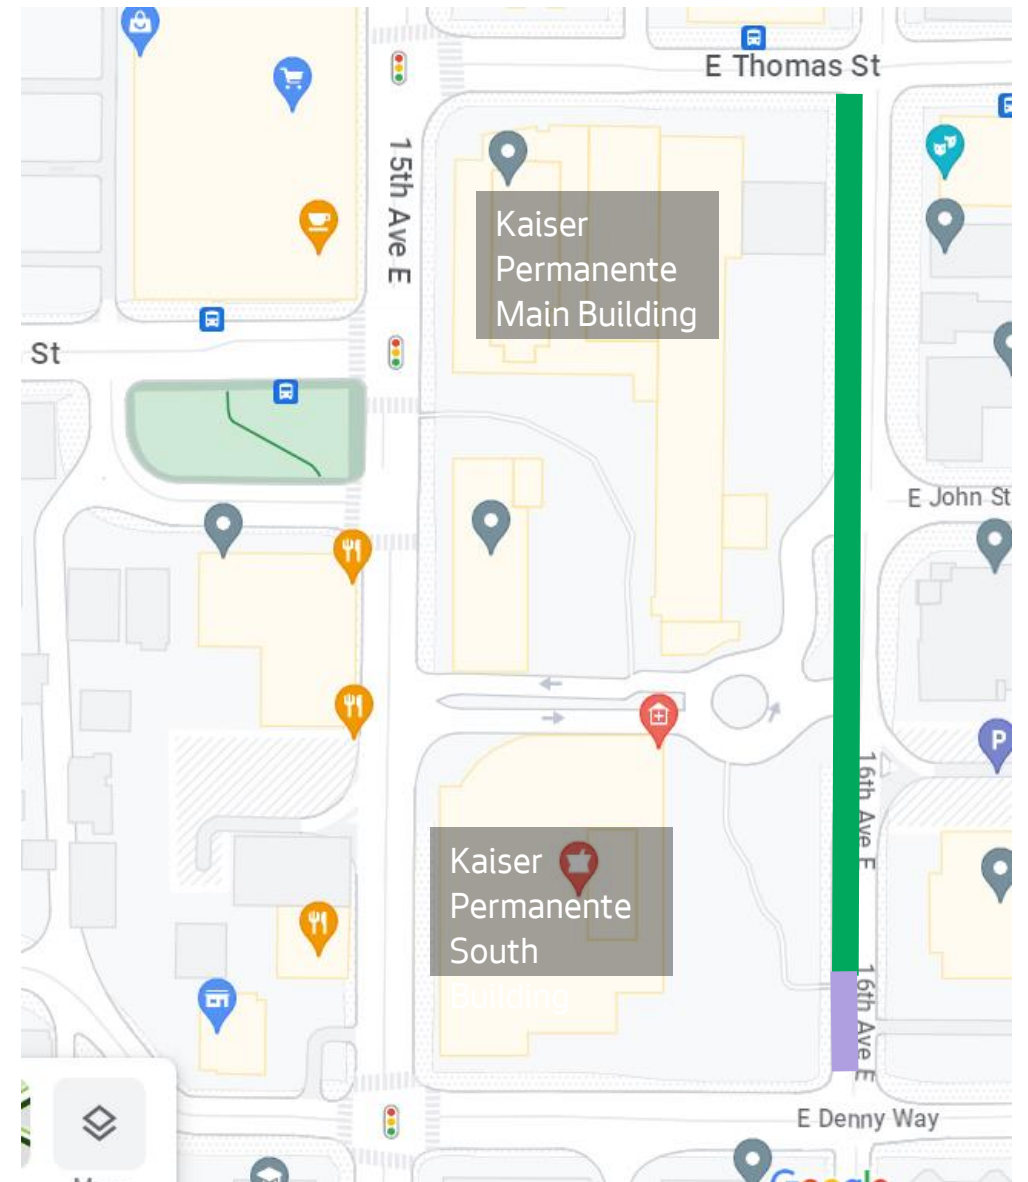 E Thomas St
15th Ave E
Kaiser
Permanente
Main Building
St
E John St
P
16th Ave E
Kaiser
Permanente
South
Building
16th Ave E
E Denny Way
Google